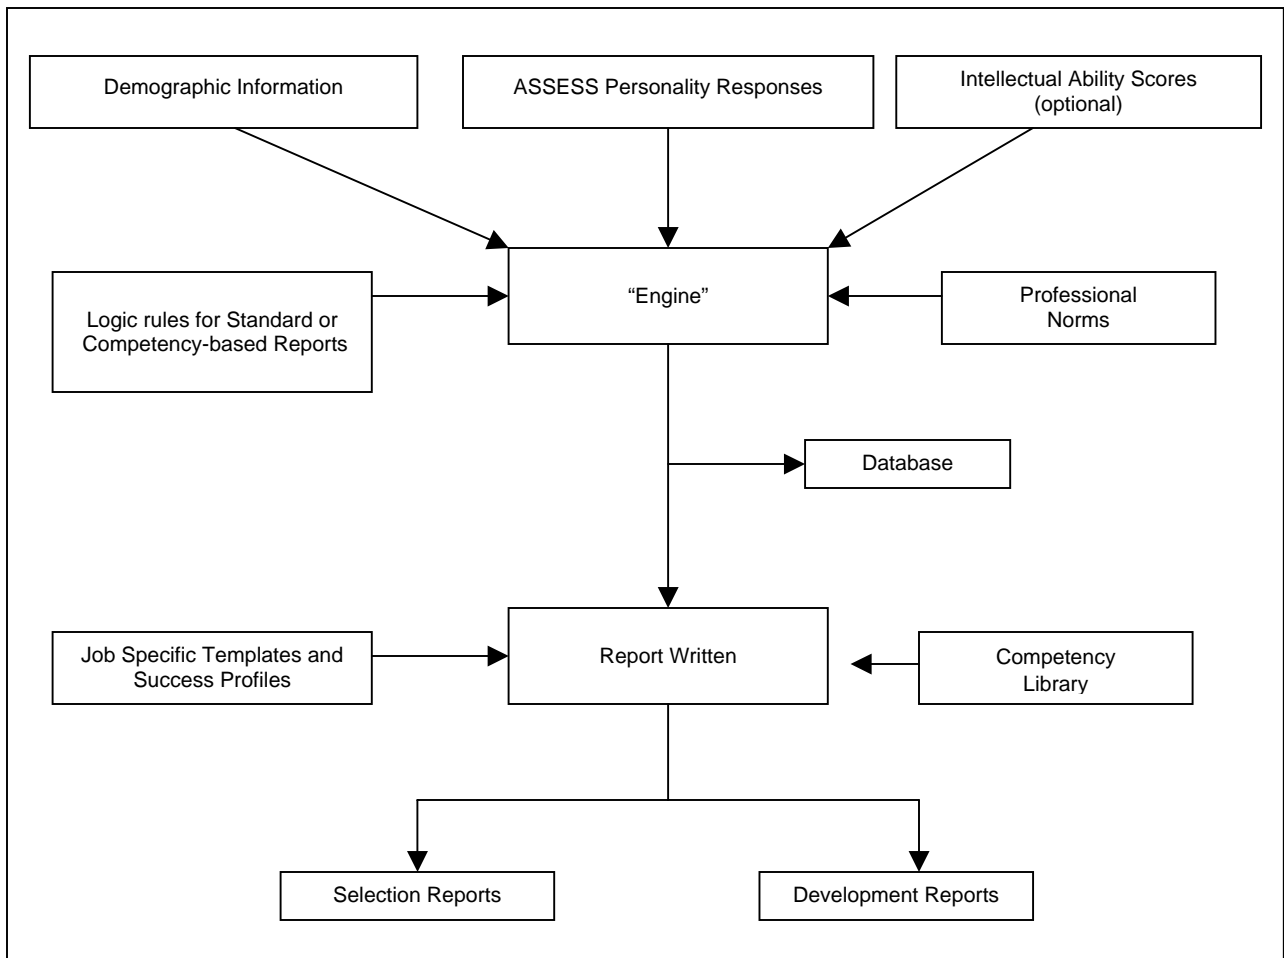 Demographic Information
ASSESS Personality Responses
Intellectual Ability Scores
(optional)
“Engine”
Logic rules for Standard or
Competency-based Reports
Professional
Norms
Database
Job Specific Templates and
Success Profiles
Report Written
Competency
Library
Selection Reports
Development Reports